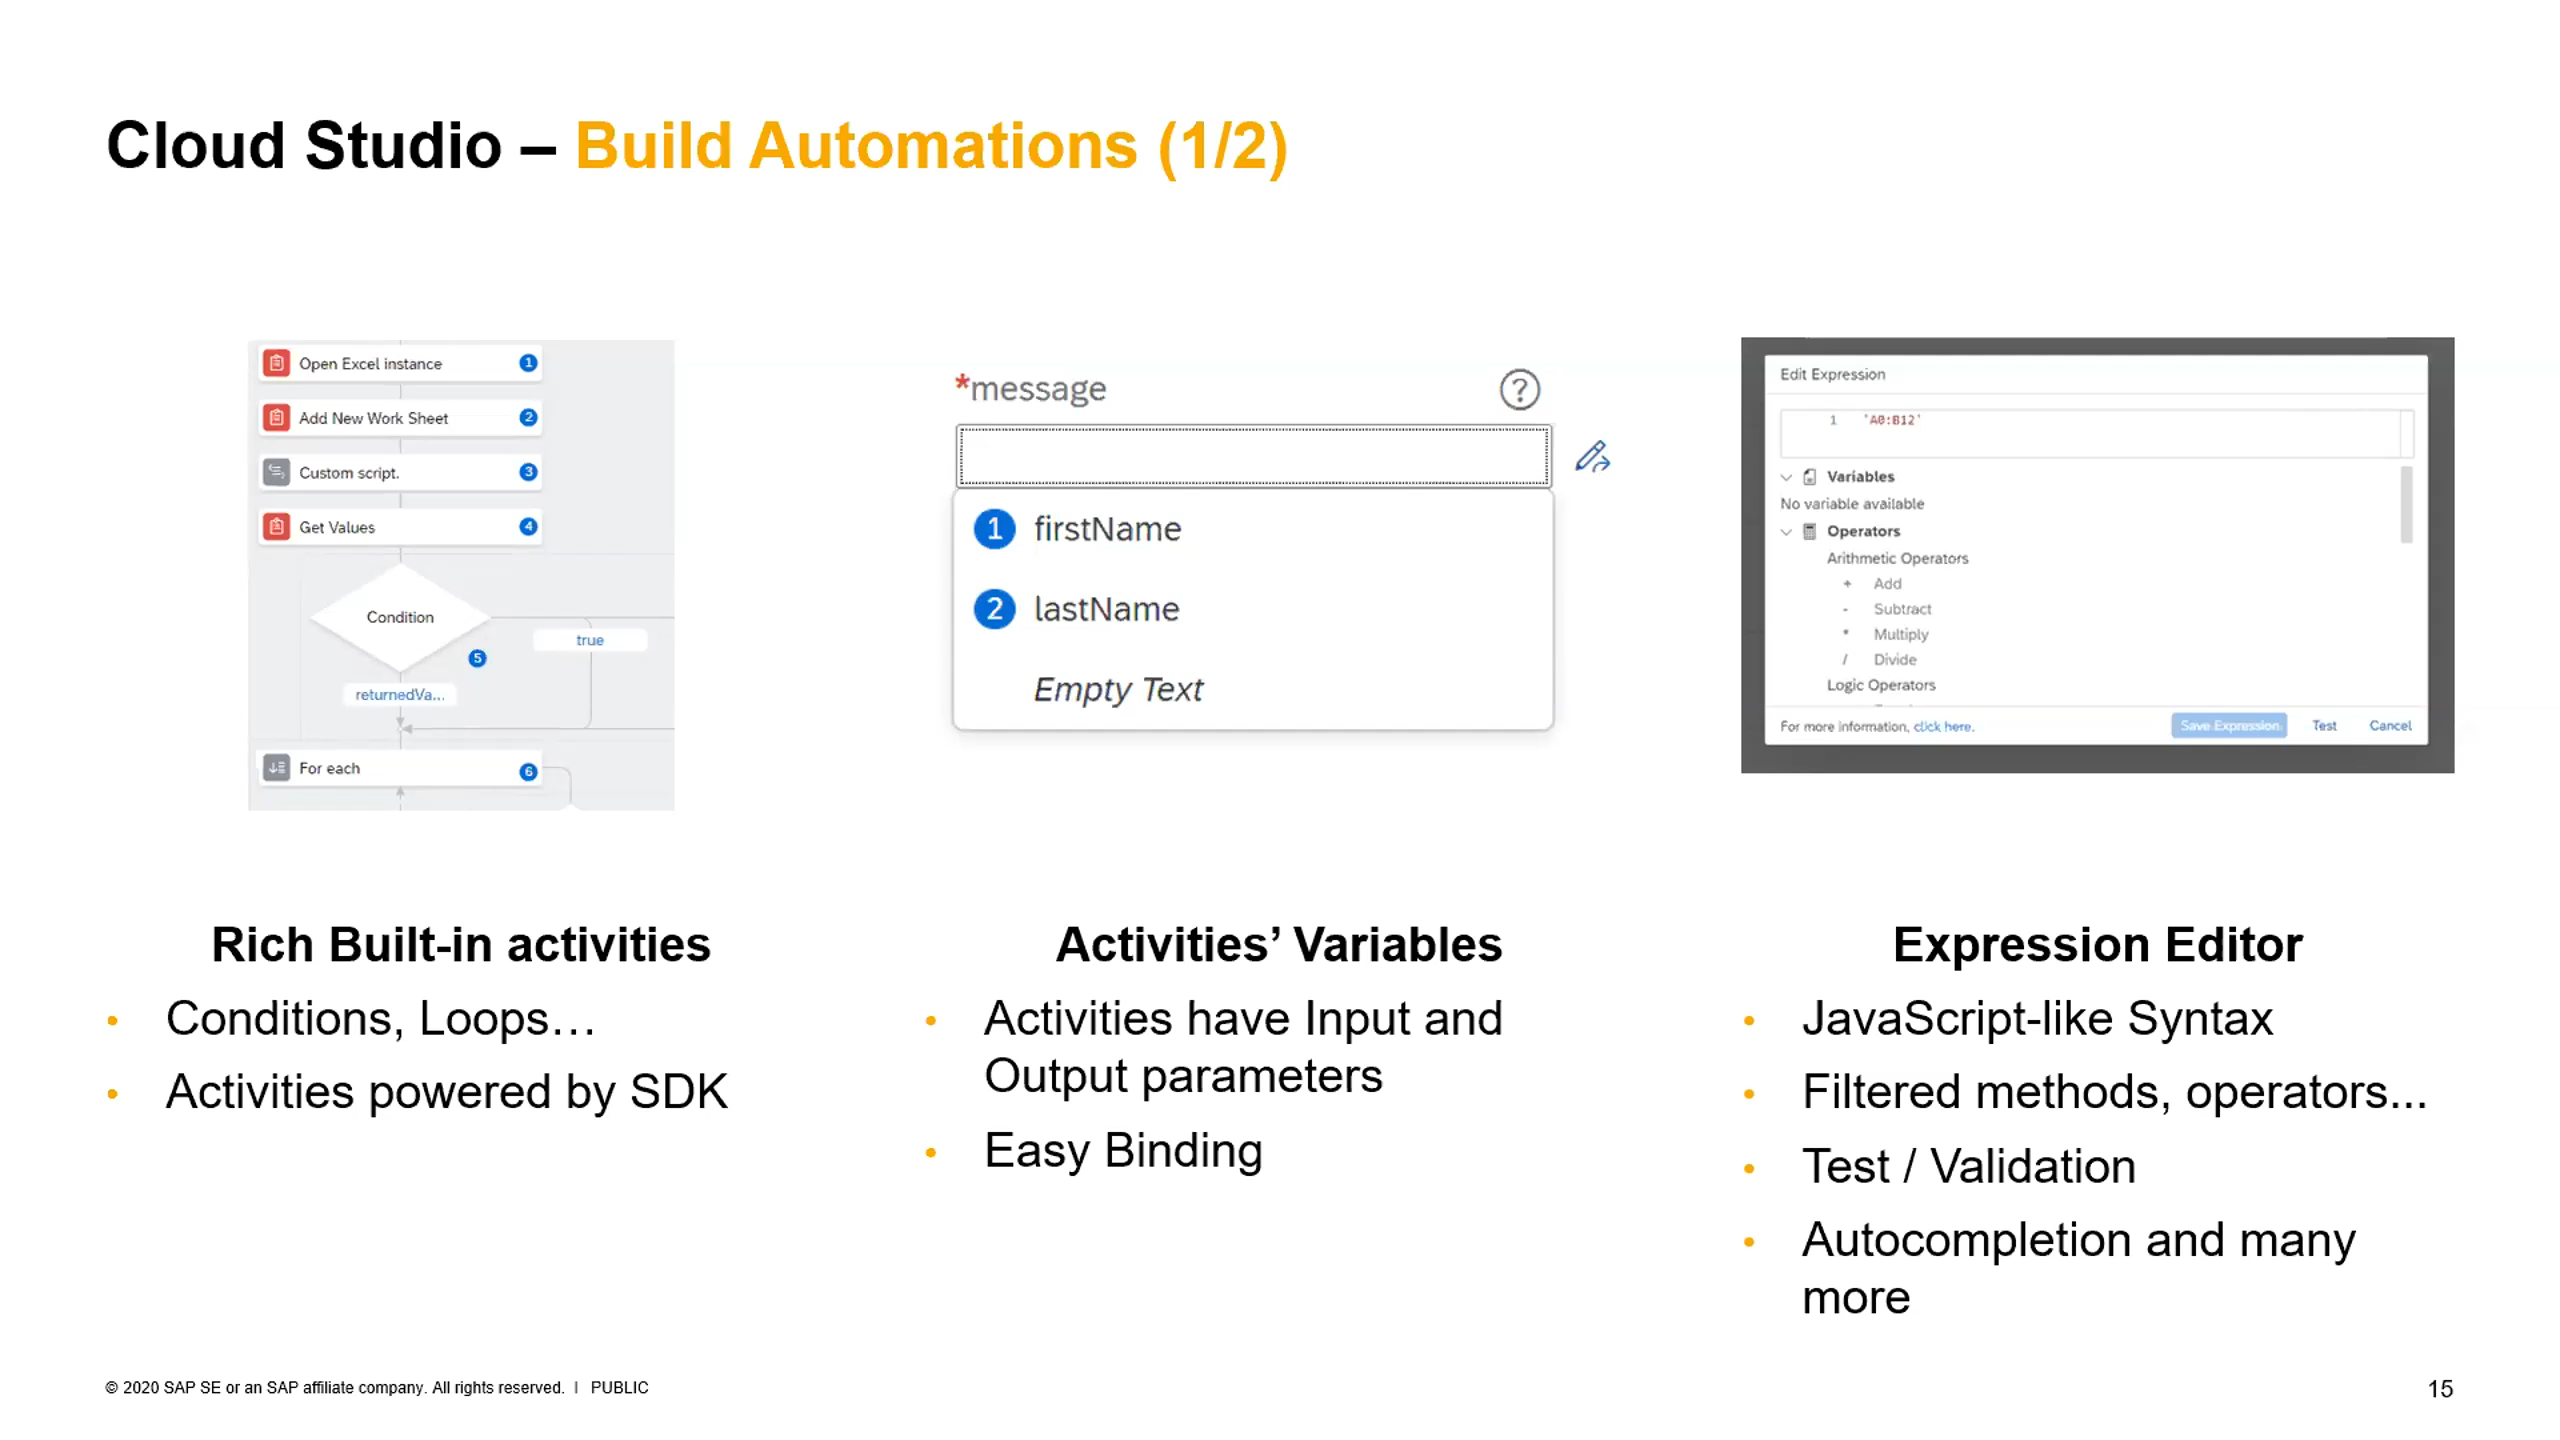 Cloud Studio – Build Automations (1/2)
Open Excel instance 1
Add New Work Sheet 2
Custom script. 3
Get Values 4
Condition
true
5
returnedVa...
For each 6
*message ?
1 firstName
2 lastName
Empty Text
Edit Expression
1 'A0:B12'
Variables
No variable available
Operators
Arithmetic Operators
+ Add
- Subtract
* Multiply
/ Divide
Logic Operators
For more information, click here. Save Expression Test Cancel
Rich Built-in activities
• Conditions, Loops…
• Activities powered by SDK
Activities’ Variables
• Activities have Input and
Output parameters
• Easy Binding
Expression Editor
• JavaScript-like Syntax
• Filtered methods, operators...
• Test / Validation
• Autocompletion and many
more
© 2020 SAP SE or an SAP affiliate company. All rights reserved. | PUBLIC
15